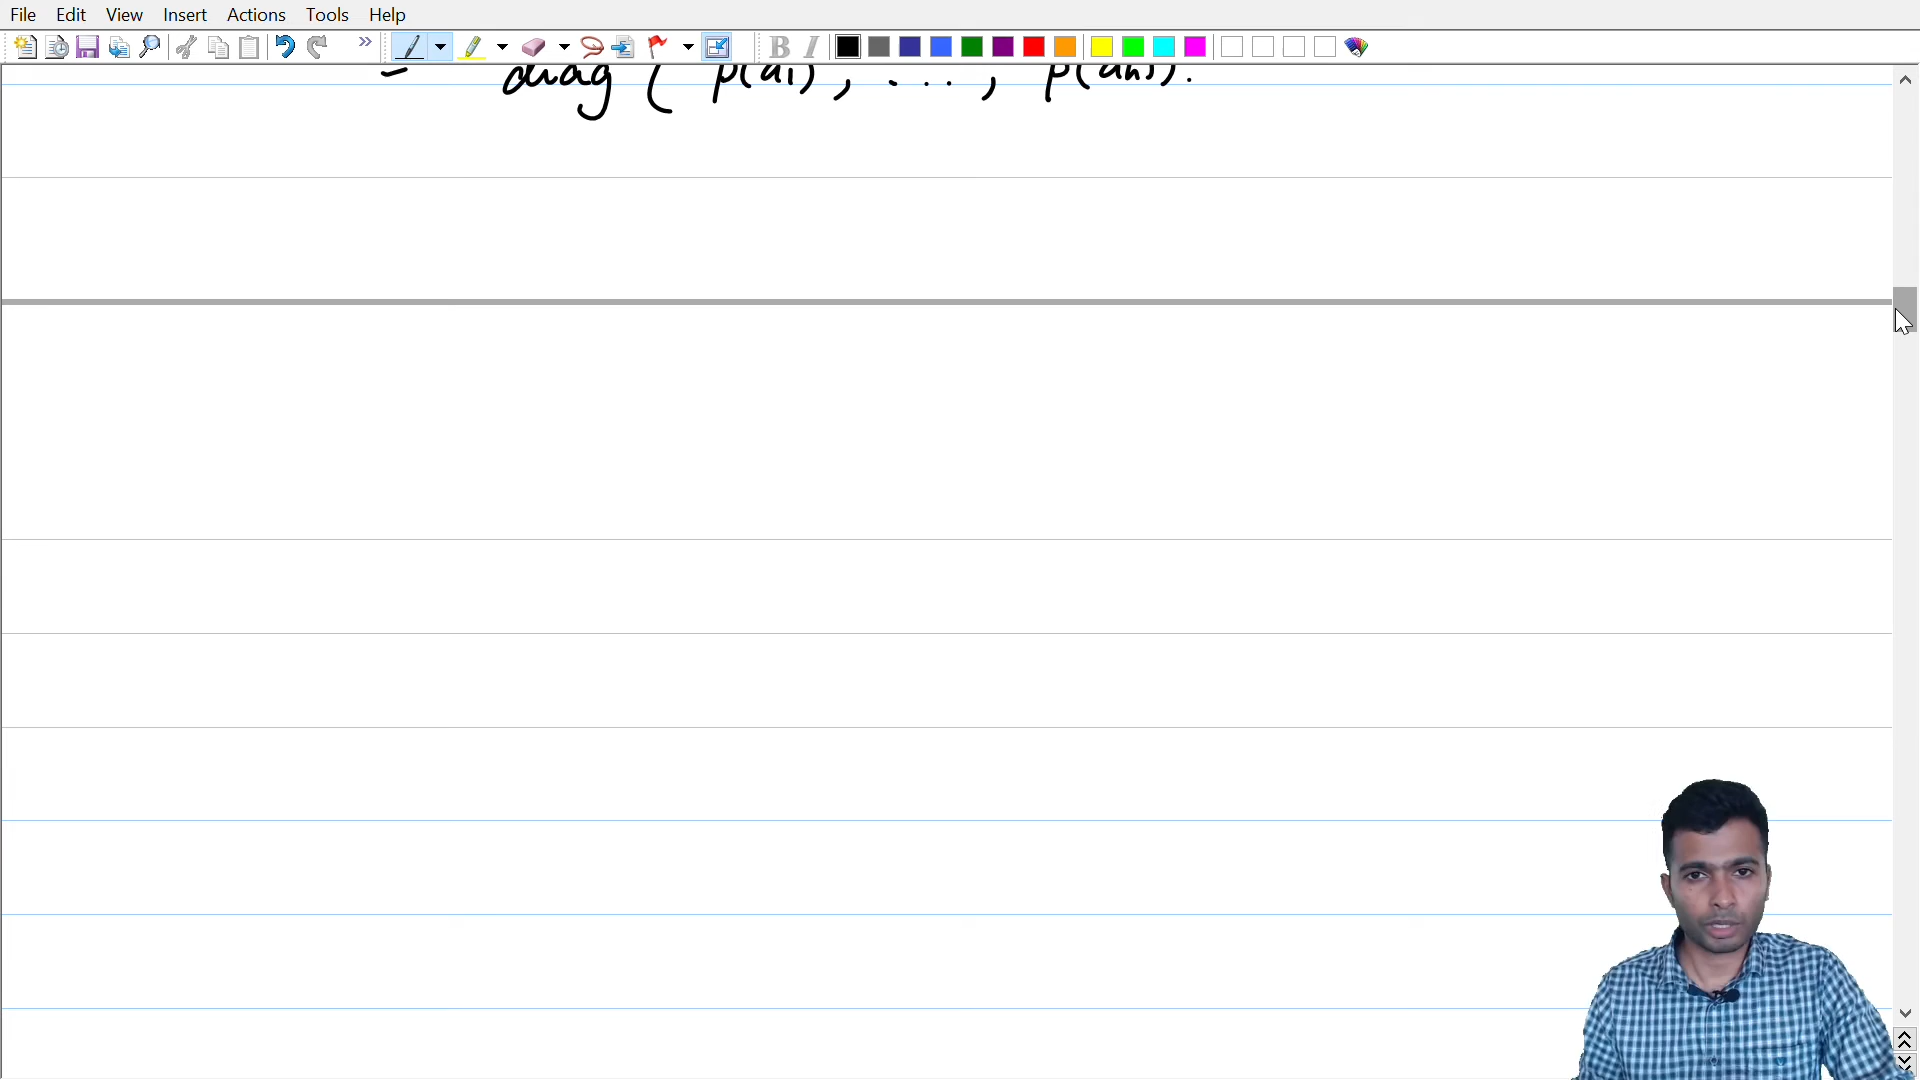 File Edit View Insert Actions Tools Help
B I
= diag ( p(a₁) , ... , p(aₙ) ) .